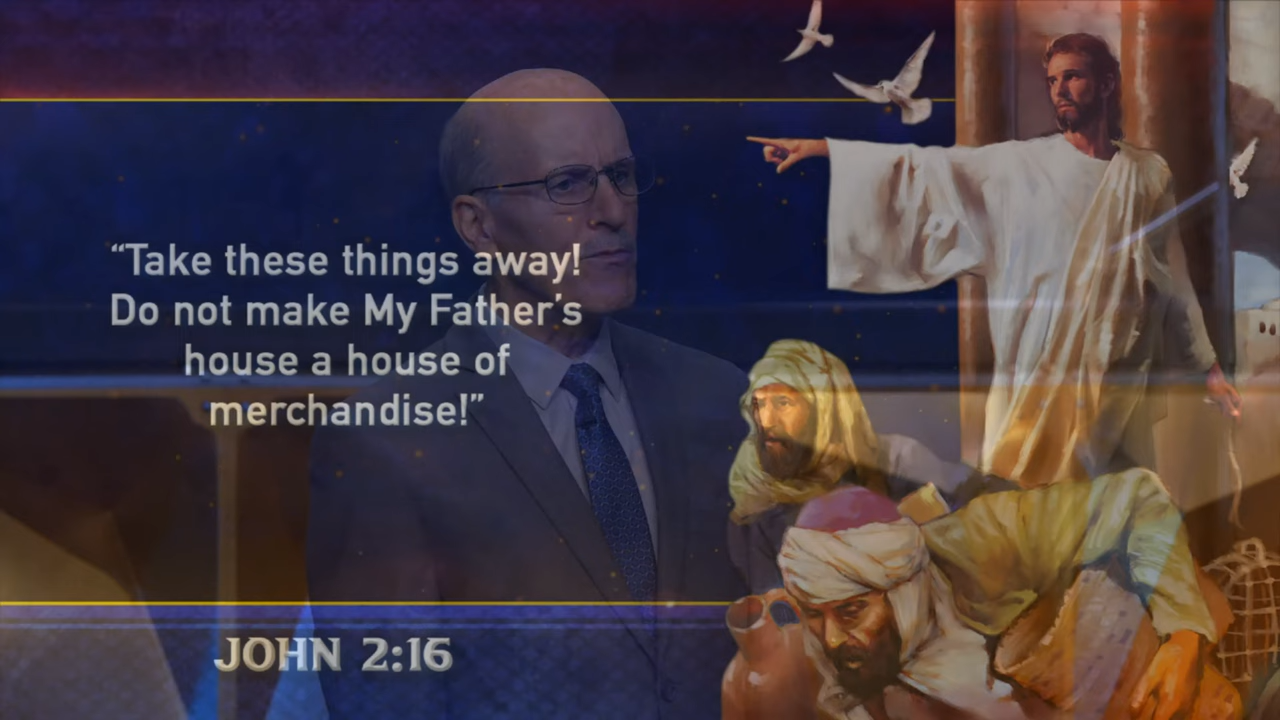 “Take these things away!
Do not make My Father’s
house a house of
merchandise!”
JOHN 2:16